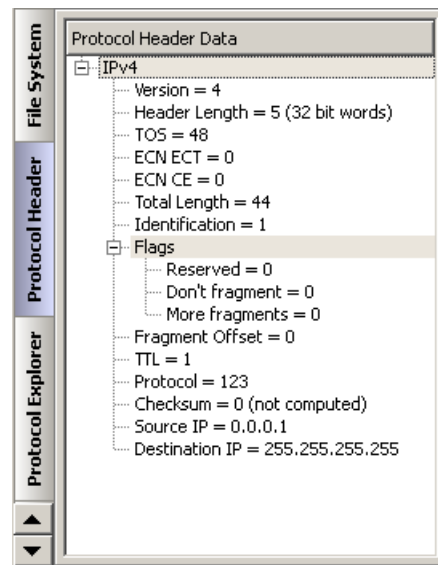 File System
Protocol Header
Protocol Explorer
Protocol Header Data
IPv4
Version = 4
Header Length = 5 (32 bit words)
TOS = 48
ECN ECT = 0
ECN CE = 0
Total Length = 44
Identification = 1
Flags
Reserved = 0
Don't fragment = 0
More fragments = 0
Fragment Offset = 0
TTL = 1
Protocol = 123
Checksum = 0 (not computed)
Source IP = 0.0.0.1
Destination IP = 255.255.255.255